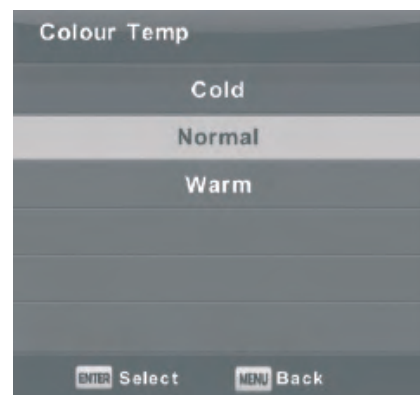 Colour Temp
Cold
Normal
Warm
ENTER Select MENU Back